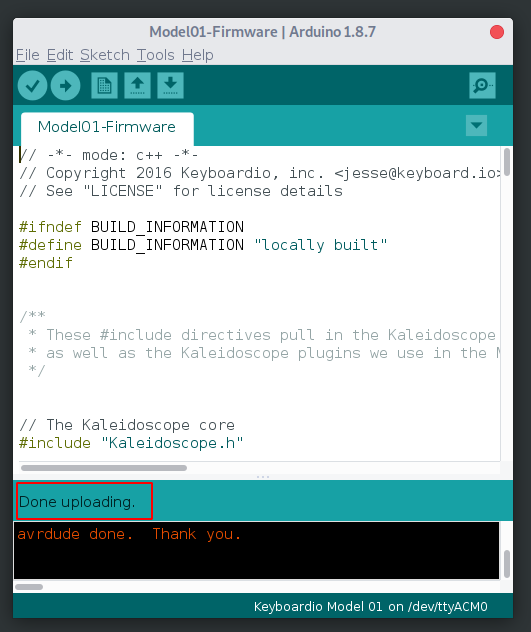 Model01-Firmware | Arduino 1.8.7
File Edit Sketch Tools Help
Model01-Firmware
// -*- mode: c++ -*-
// Copyright 2016 Keyboardio, inc. <jesse@keyboard.io>
// See "LICENSE" for license details
#ifndef BUILD_INFORMATION
#define BUILD_INFORMATION "locally built"
#endif
/**
* These #include directives pull in the Kaleidoscope
* as well as the Kaleidoscope plugins we use in the M
*/
// The Kaleidoscope core
#include "Kaleidoscope.h"
Done uploading.
avrdude done.  Thank you.
Keyboardio Model 01 on /dev/ttyACM0